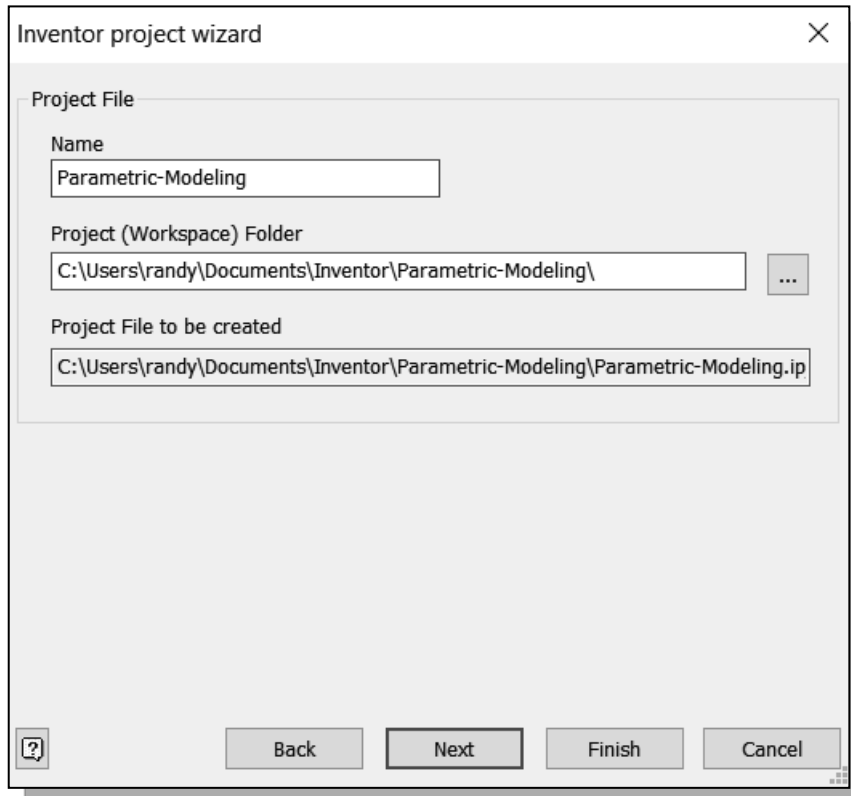 Inventor project wizard
Project File
Name
Parametric-Modeling
Project (Workspace) Folder
C:\Users\randy\Documents\Inventor\Parametric-Modeling\
...
Project File to be created
C:\Users\randy\Documents\Inventor\Parametric-Modeling\Parametric-Modeling.ip
? Back Next Finish Cancel